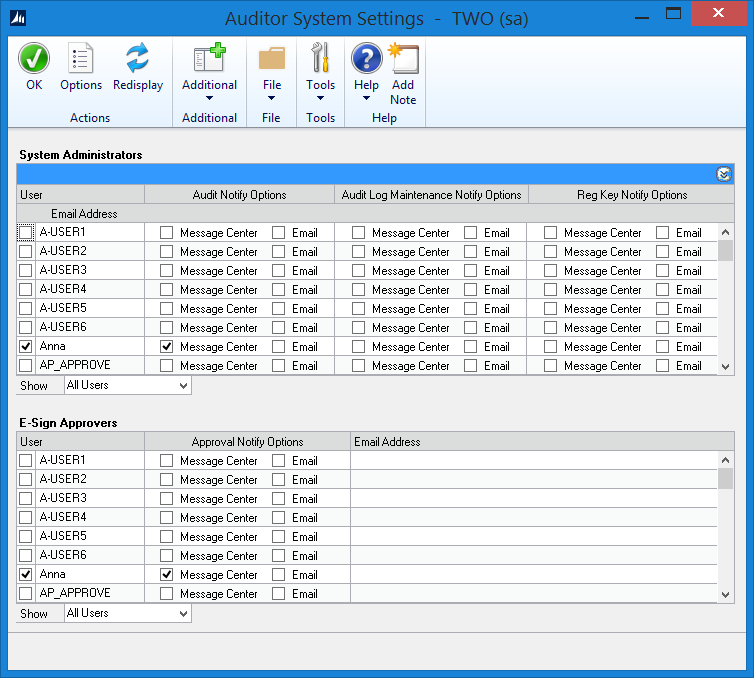 Auditor System Settings - TWO (sa)
OK Options Redisplay Additional File Tools Help Add Note
Actions Additional File Tools Help
System Administrators
User Audit Notify Options Audit Log Maintenance Notify Options Reg Key Notify Options
Email Address
A-USER1 Message Center Email Message Center Email Message Center Email
A-USER2 Message Center Email Message Center Email Message Center Email
A-USER3 Message Center Email Message Center Email Message Center Email
A-USER4 Message Center Email Message Center Email Message Center Email
A-USER5 Message Center Email Message Center Email Message Center Email
A-USER6 Message Center Email Message Center Email Message Center Email
Anna Message Center Email Message Center Email Message Center Email
AP_APPROVE Message Center Email Message Center Email Message Center Email
Show All Users
E-Sign Approvers
User Approval Notify Options Email Address
A-USER1 Message Center Email
A-USER2 Message Center Email
A-USER3 Message Center Email
A-USER4 Message Center Email
A-USER5 Message Center Email
A-USER6 Message Center Email
Anna Message Center Email
AP_APPROVE Message Center Email
Show All Users